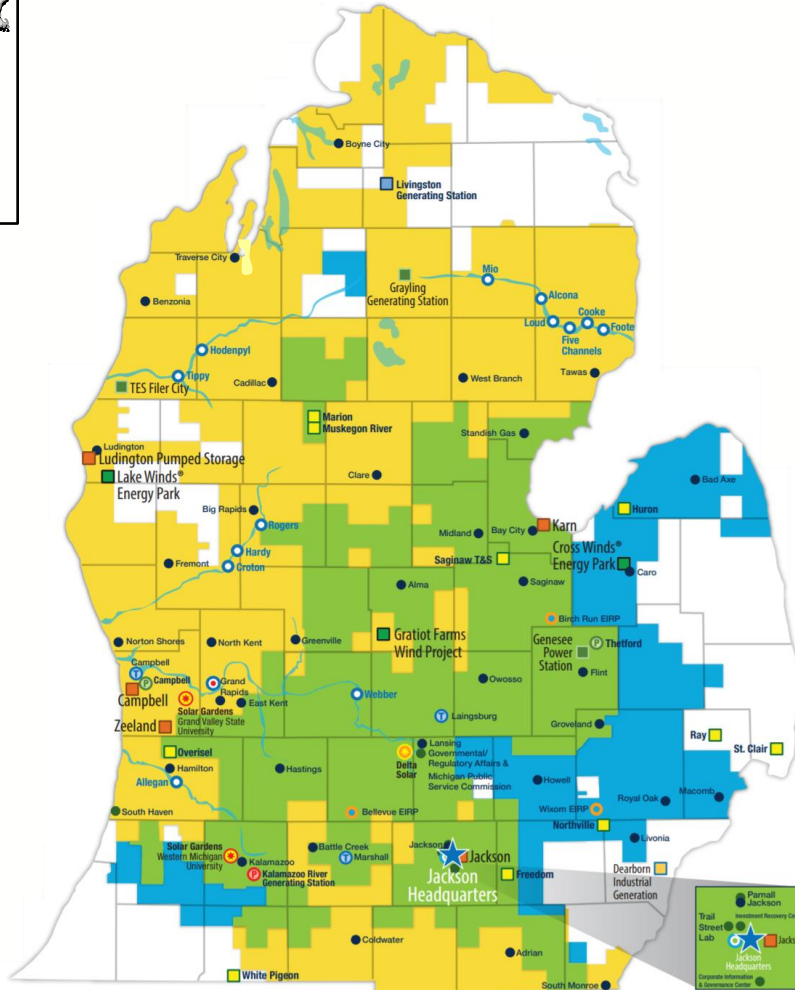 Boyne City
Livingston
Generating Station
Traverse City
Mio
Grayling
Generating Station
Benzonia
Alcona
Cooke
Loud
Foote
Five
Channels
Hodenpyl
Tippy
Cadillac
West Branch
Tawas
TES Filer City
Marion
Muskegon River
Standish Gas
Ludington
Ludington Pumped Storage
Lake Winds®
Energy Park
Clare
Bad Axe
Big Rapids
Rogers
Huron
Midland
Bay City
Karn
Hardy
Cross Winds®
Energy Park
Saginaw T&S
Fremont
Croton
Caro
Alma
Saginaw
Birch Run EIRP
Norton Shores
North Kent
Greenville
Gratiot Farms
Wind Project
Genesee
Power
Station
Thetford
Campbell
Campbell
Campbell
Grand
Rapids
East Kent
Webber
Owosso
Flint
Solar Gardens
Grand Valley State
University
Zeeland
Laingsburg
Groveland
Ray
St. Clair
Overisel
Hamilton
Hastings
Delta
Solar
Lansing
Governmental/
Regulatory Affairs &
Michigan Public
Service Commission
Allegan
Howell
Royal Oak
Macomb
South Haven
Bellevue EIRP
Wixom EIRP
Northville
Livonia
Solar Gardens
Western Michigan
University
Kalamazoo
Battle Creek
Marshall
Jackson
Jackson
Jackson
Headquarters
Kalamazoo River
Generating Station
Freedom
Dearborn
Industrial
Generation
Parnall
Jackson
Investment Recovery Ce
Trail
Street
Lab
Jacks
Jackson
Headquarters
Corporate Information
& Governance Center
Coldwater
Adrian
White Pigeon
South Monroe